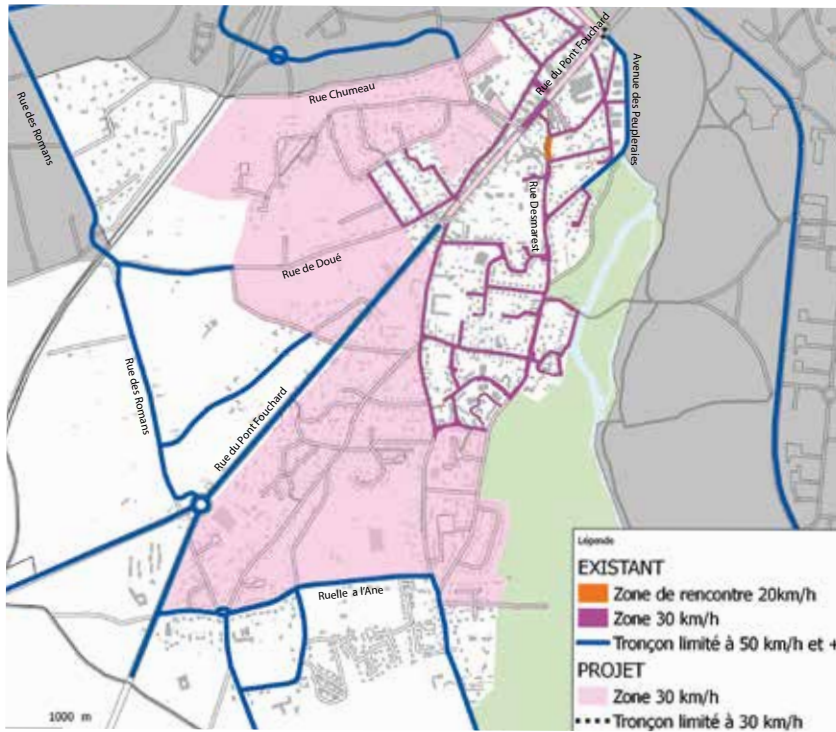 Rue du Pont Fouchard
Avenue des Peupleraies
Rue Chumeau
Rue des Romans
Rue Desmarest
Rue de Doué
Rue des Romans
Rue du Pont Fouchard
Ruelle a l'Ane
1000 m
Légende
EXISTANT
Zone de rencontre 20km/h
Zone 30 km/h
Tronçon limité à 50 km/h et +
PROJET
Zone 30 km/h
Tronçon limité à 30 km/h